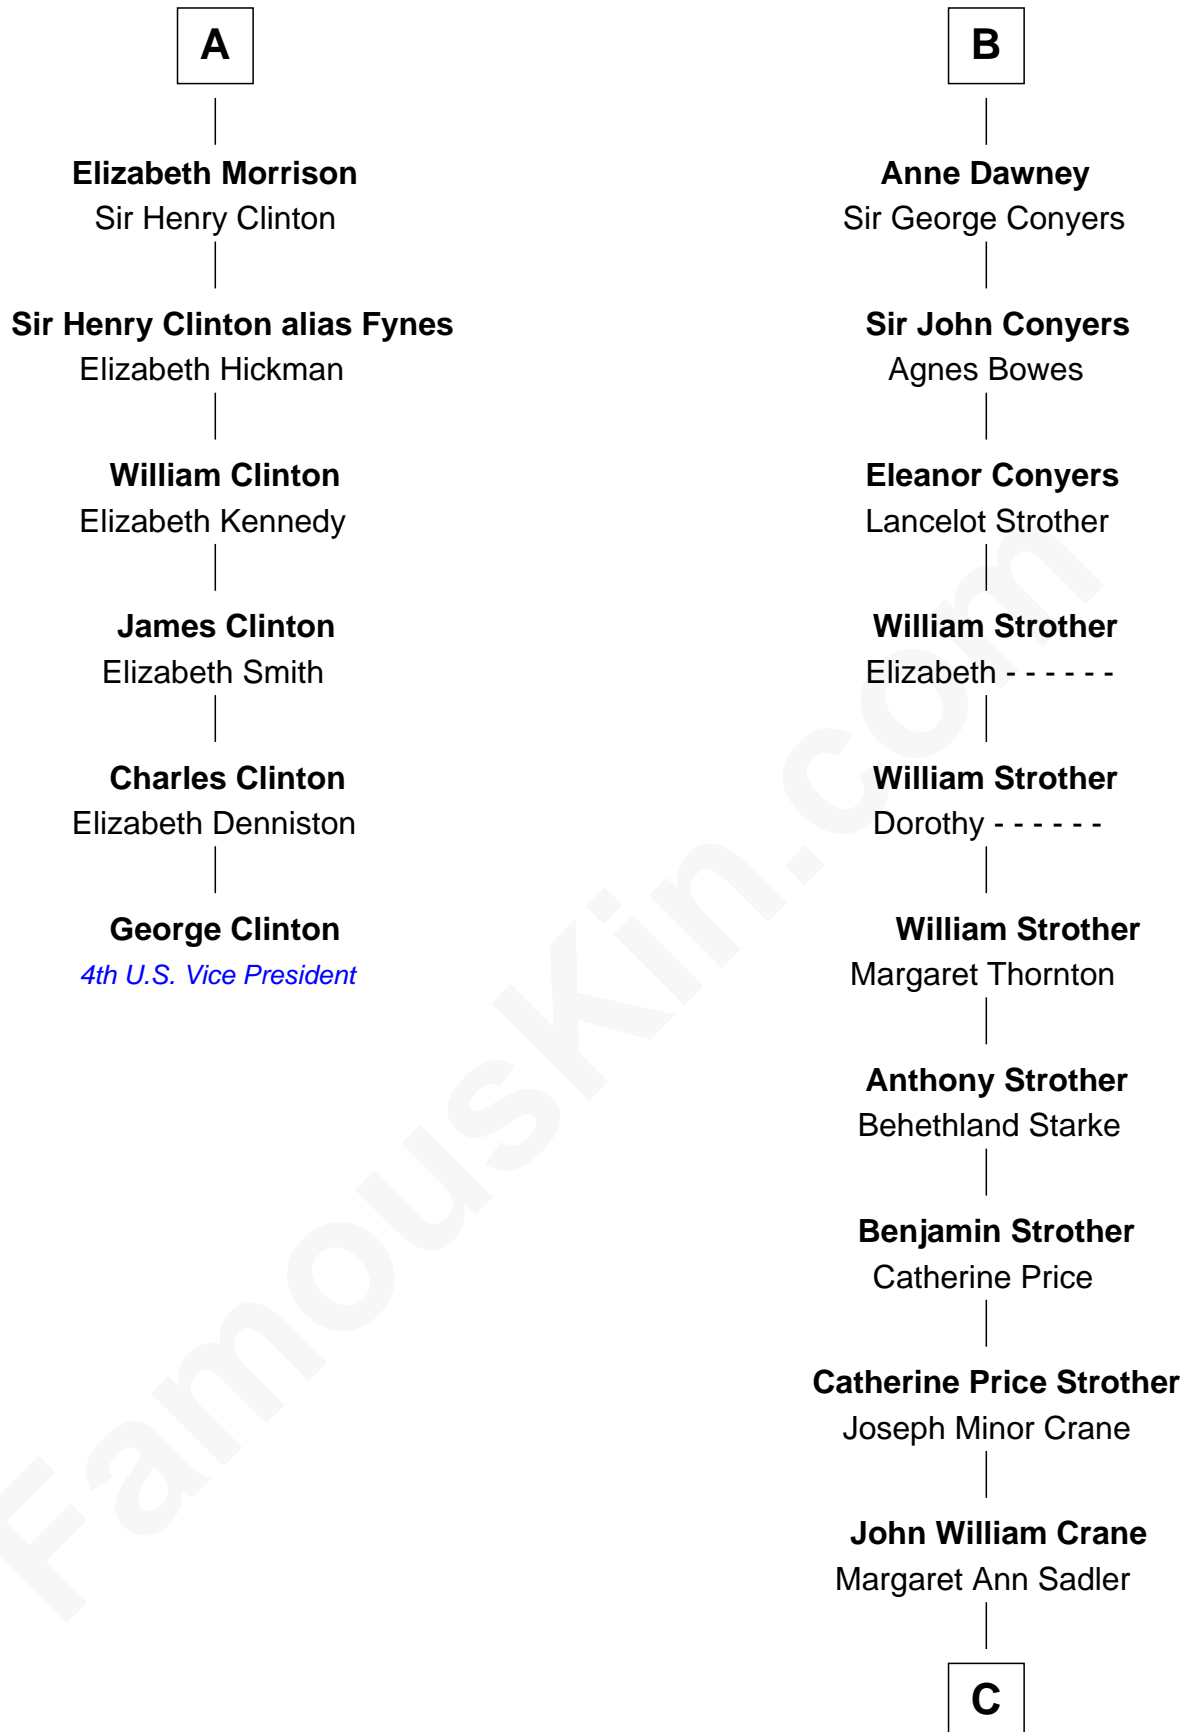 A
Elizabeth Morrison
Sir Henry Clinton
Sir Henry Clinton alias Fynes
Elizabeth Hickman
William Clinton
Elizabeth Kennedy
James Clinton
Elizabeth Smith
Charles Clinton
Elizabeth Denniston
George Clinton
4th U.S. Vice President
B
Anne Dawney
Sir George Conyers
Sir John Conyers
Agnes Bowes
Eleanor Conyers
Lancelot Strother
William Strother
Elizabeth - - - - - -
William Strother
Dorothy - - - - - -
William Strother
Margaret Thornton
Anthony Strother
Behethland Starke
Benjamin Strother
Catherine Price
Catherine Price Strother
Joseph Minor Crane
John William Crane
Margaret Ann Sadler
C
FamousKin.com